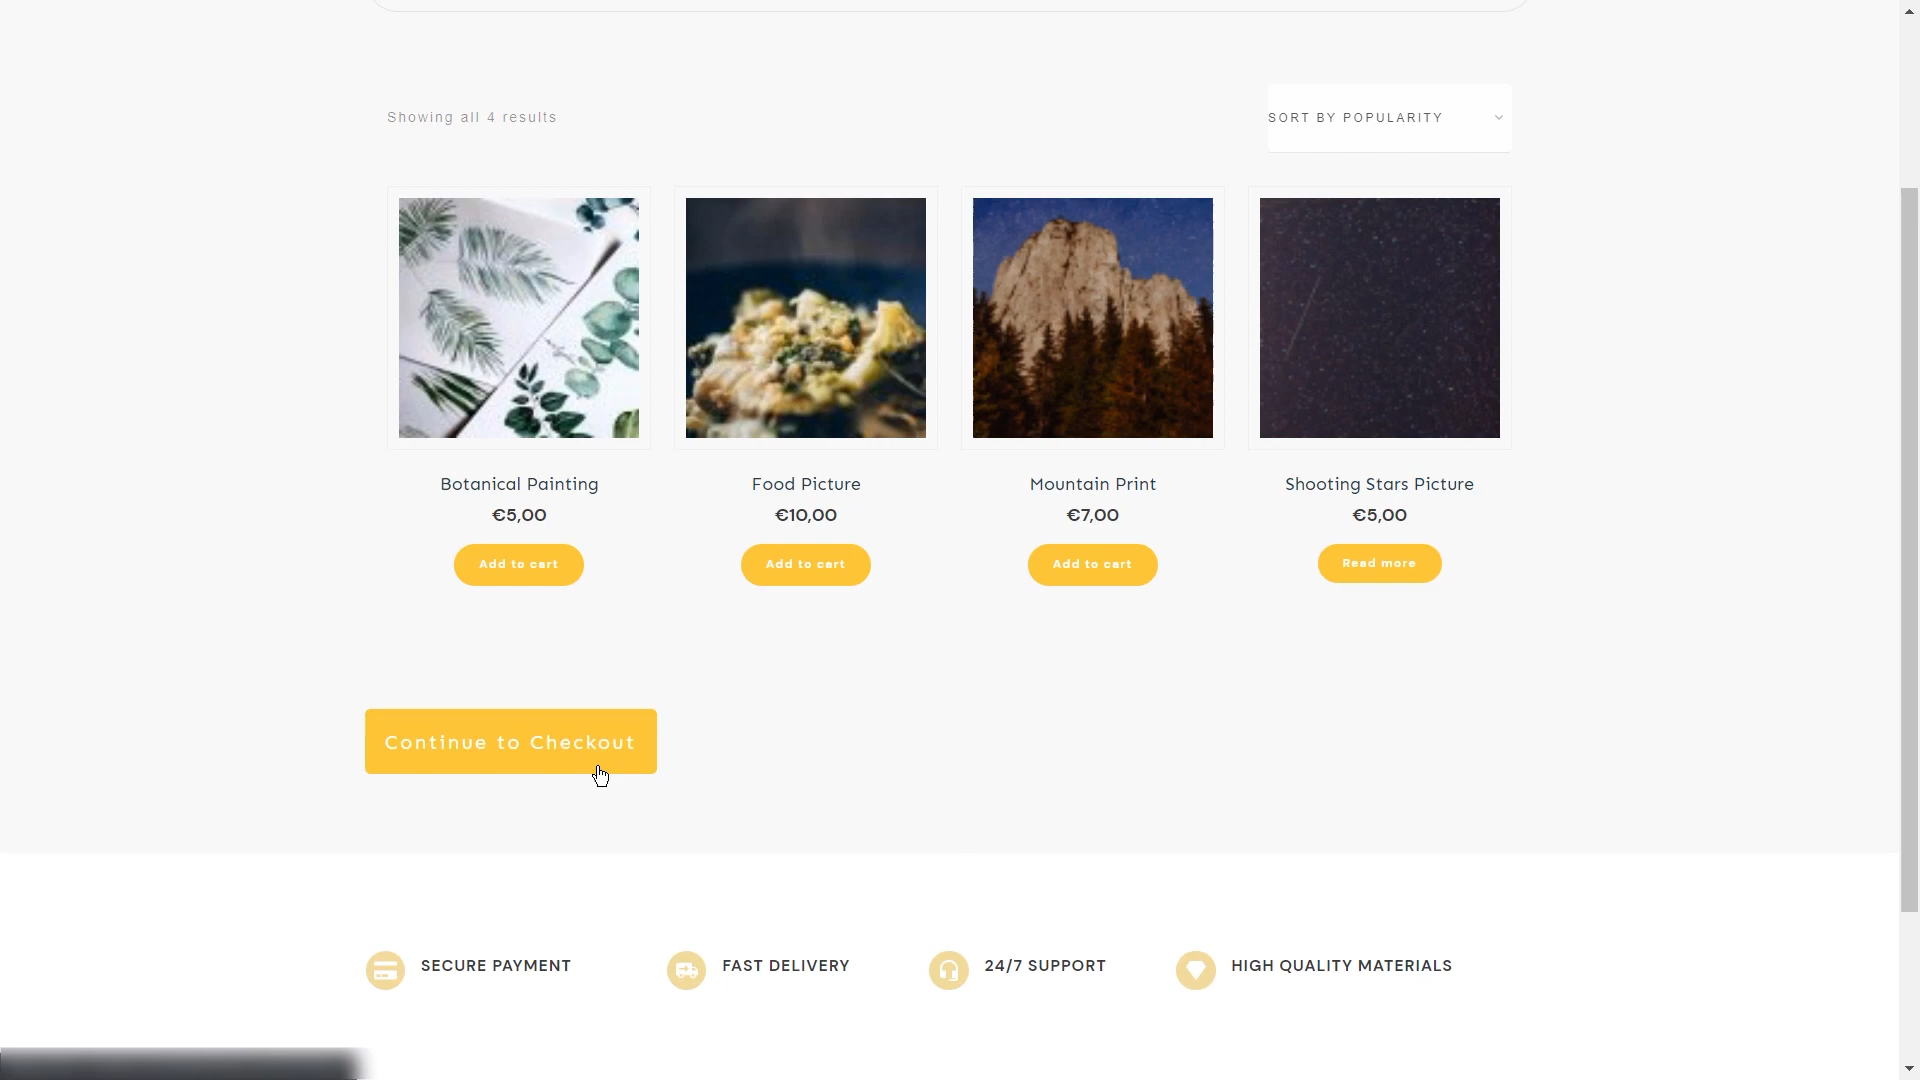 Showing all 4 results
SORT BY POPULARITY
Botanical Painting
€5,00
Add to cart
Food Picture
€10,00
Add to cart
Mountain Print
€7,00
Add to cart
Shooting Stars Picture
€5,00
Read more
Continue to Checkout
SECURE PAYMENT
FAST DELIVERY
24/7 SUPPORT
HIGH QUALITY MATERIALS